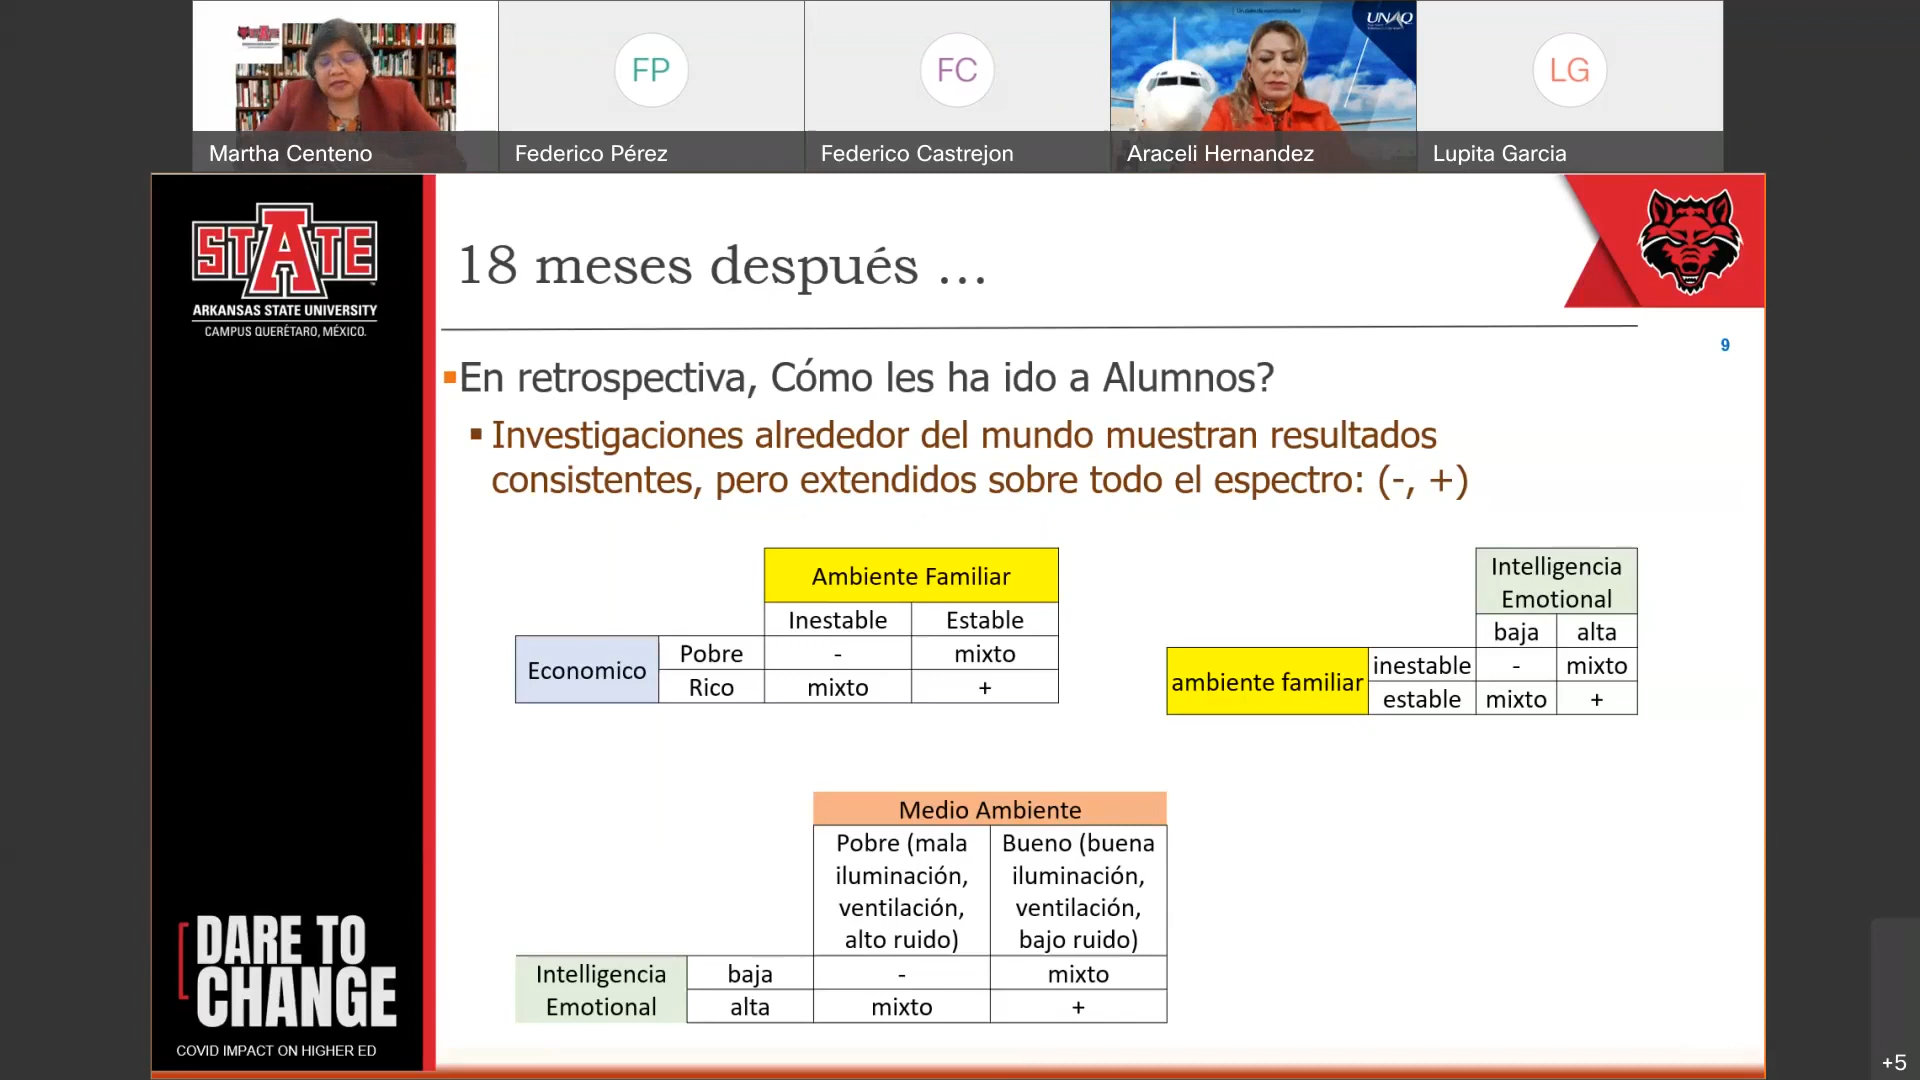 UNAQ
FP
FC
LG
Martha Centeno
Federico Pérez
Federico Castrejon
Araceli Hernandez
Lupita Garcia
STATE
ARKANSAS STATE UNIVERSITY
CAMPUS QUERÉTARO, MÉXICO.
18 meses después ...
9
En retrospectiva, Cómo les ha ido a Alumnos?
Investigaciones alrededor del mundo muestran resultados
consistentes, pero extendidos sobre todo el espectro: (-, +)
Ambiente Familiar
Inestable Estable
Economico
Pobre - mixto
Rico mixto +
Intelligencia
Emotional
baja alta
ambiente familiar
inestable - mixto
estable mixto +
Medio Ambiente
Pobre (mala
iluminación,
ventilación,
alto ruido)
Bueno (buena
iluminación,
ventilación,
bajo ruido)
Intelligencia
Emotional
baja - mixto
alta mixto +
DARE TO
CHANGE
COVID IMPACT ON HIGHER ED
+5